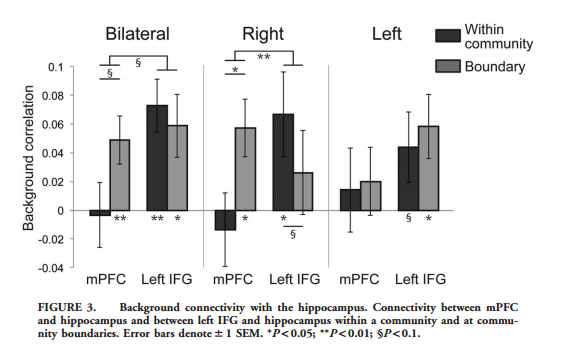 Bilateral Right Left
Within
community
Boundary
§ **
§ *
0.1
0.08
0.06
0.04
0.02
0
-0.02
-0.04
Background correlation
** ** * * * § *
§
mPFC Left IFG mPFC Left IFG mPFC Left IFG
FIGURE 3. Background connectivity with the hippocampus. Connectivity between mPFC
and hippocampus and between left IFG and hippocampus within a community and at commu-
nity boundaries. Error bars denote ± 1 SEM. *P<0.05; **P<0.01; §P<0.1.